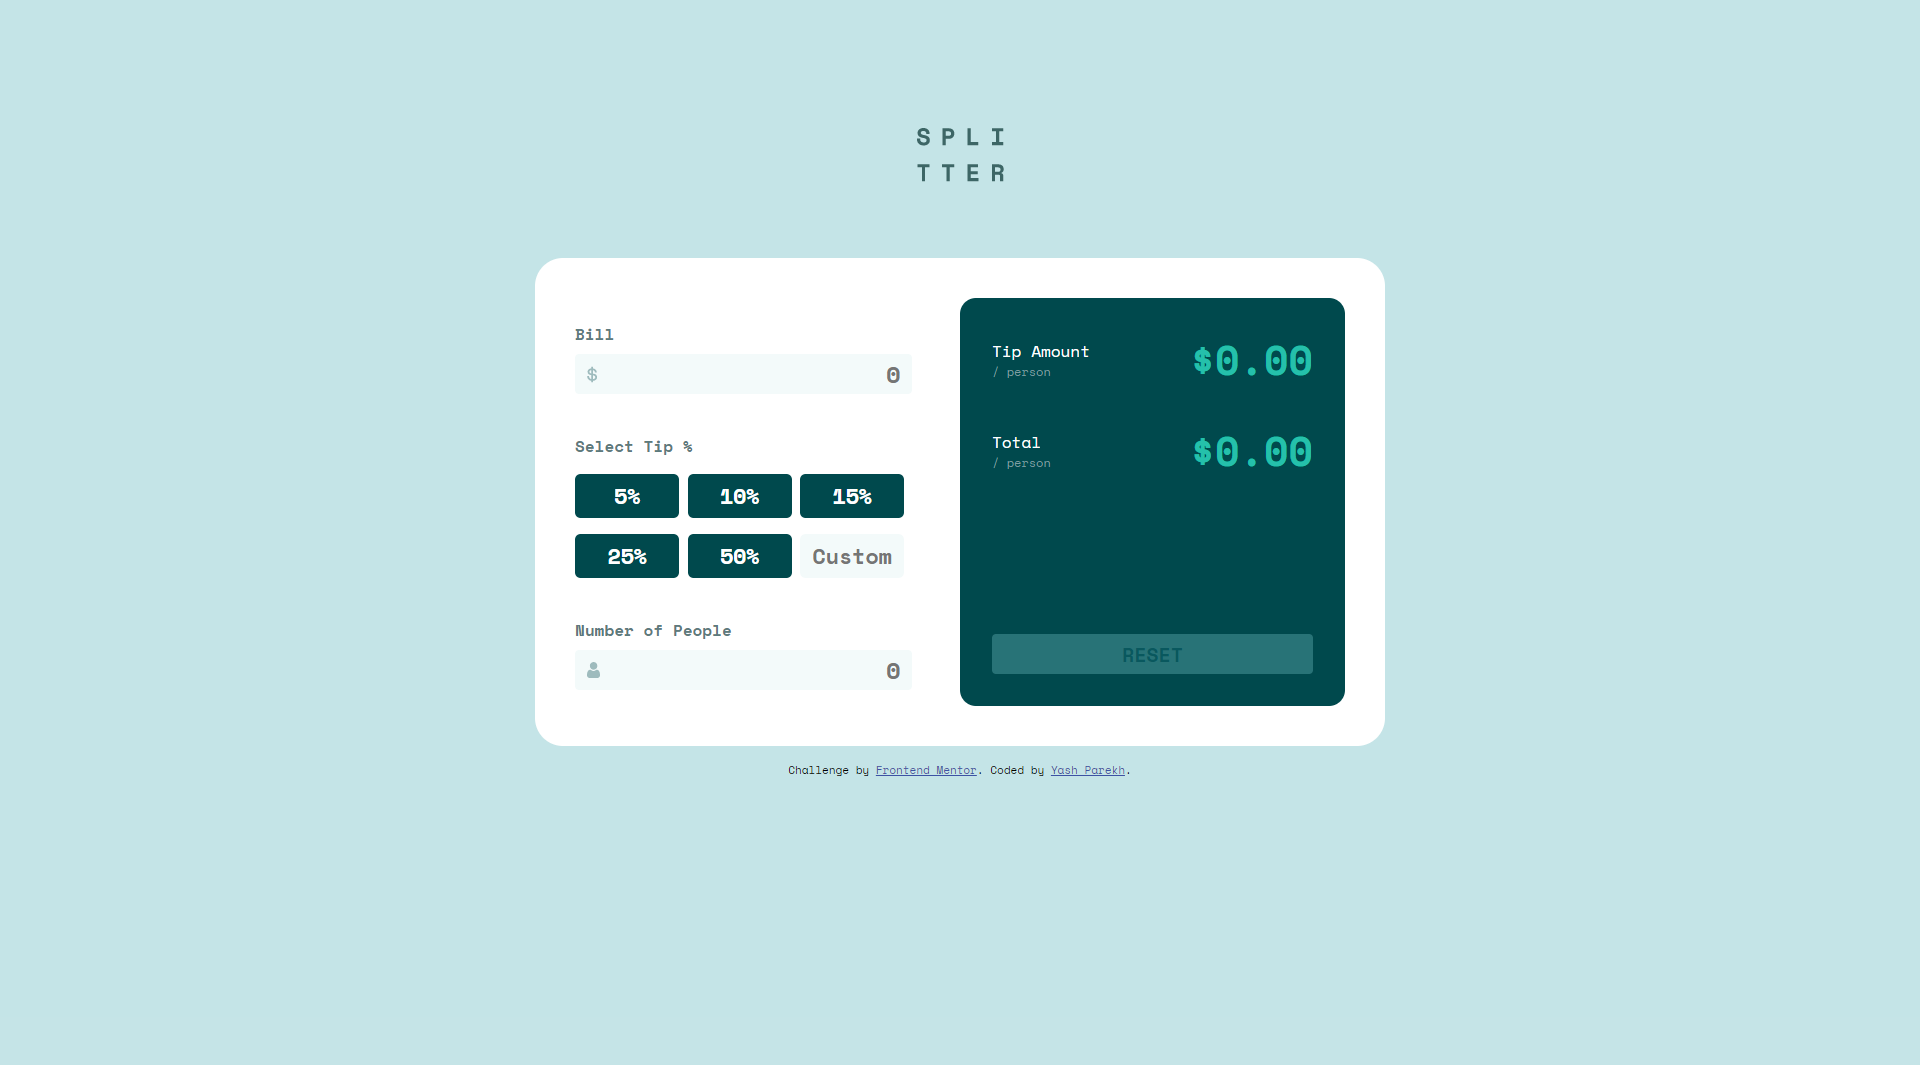 SPLI
TTER
Bill
$ 0
Select Tip %
5% 10% 15%
25% 50% Custom
Number of People
0
Tip Amount
/ person
$0.00
Total
/ person
$0.00
RESET
Challenge by Frontend Mentor. Coded by Yash Parekh.